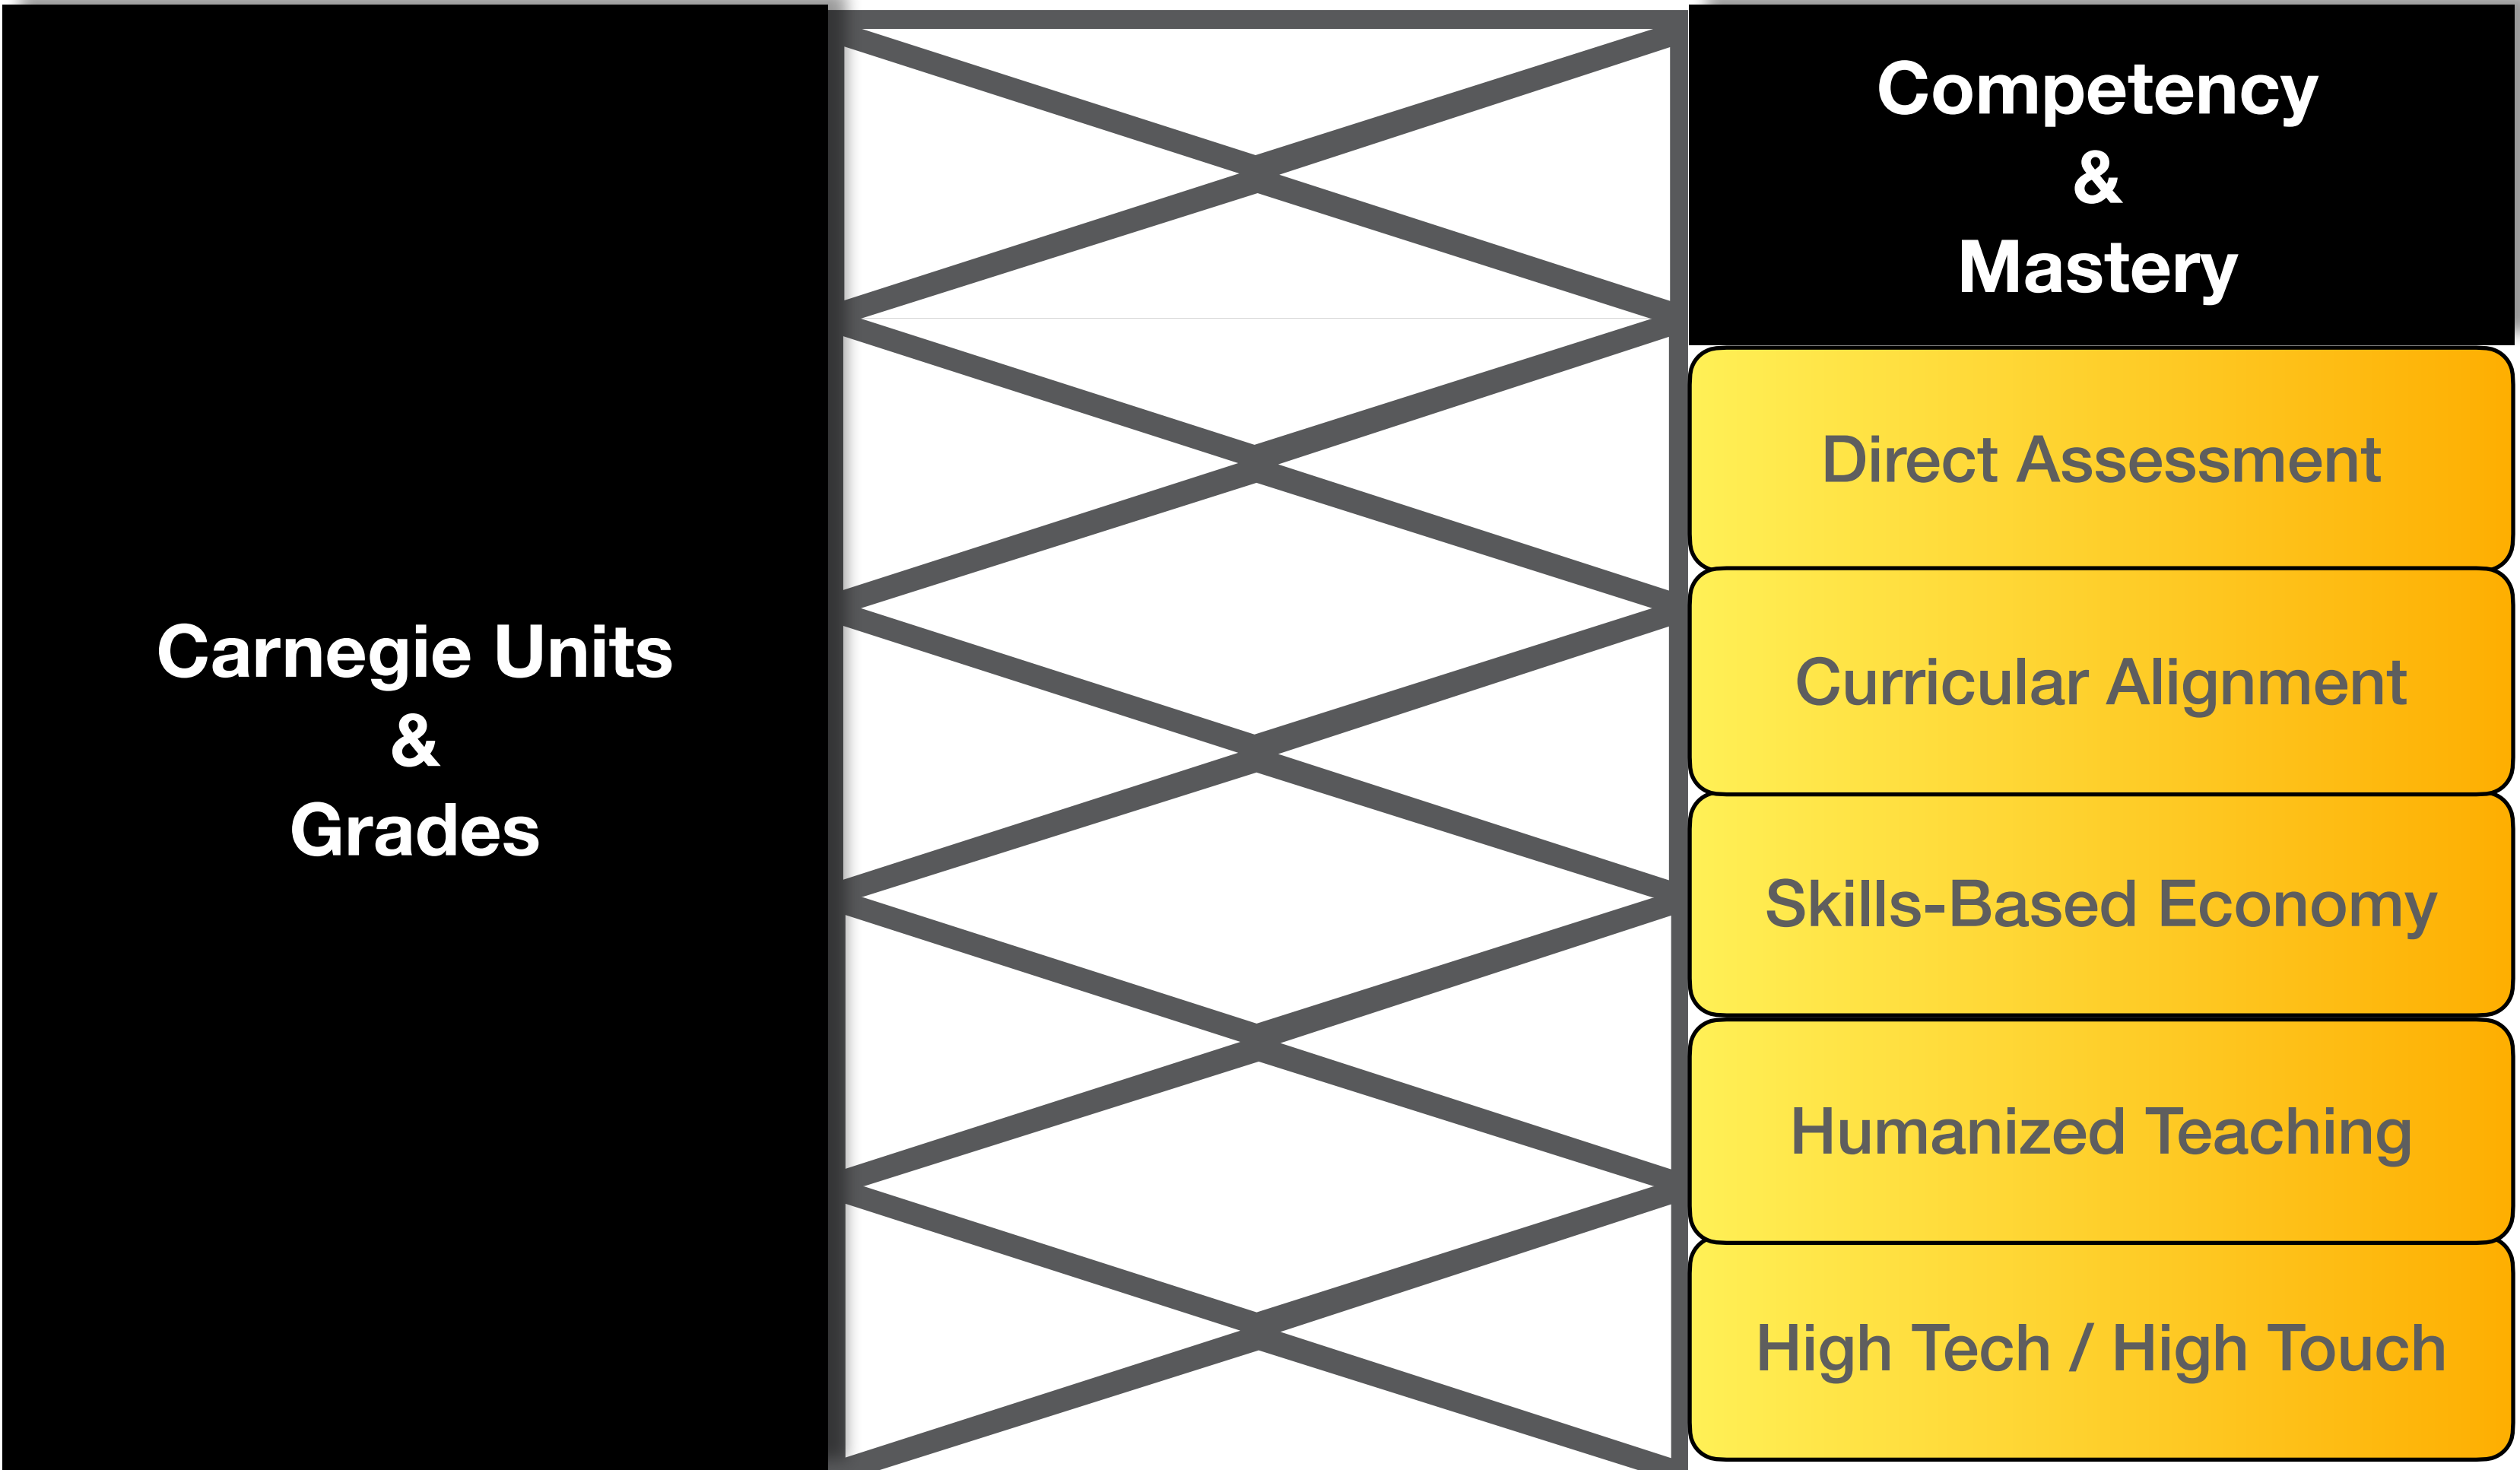 Carnegie Units
&
Grades
Competency
&
Mastery
Direct Assessment
Curricular Alignment
Skills-Based Economy
Humanized Teaching
High Tech / High Touch